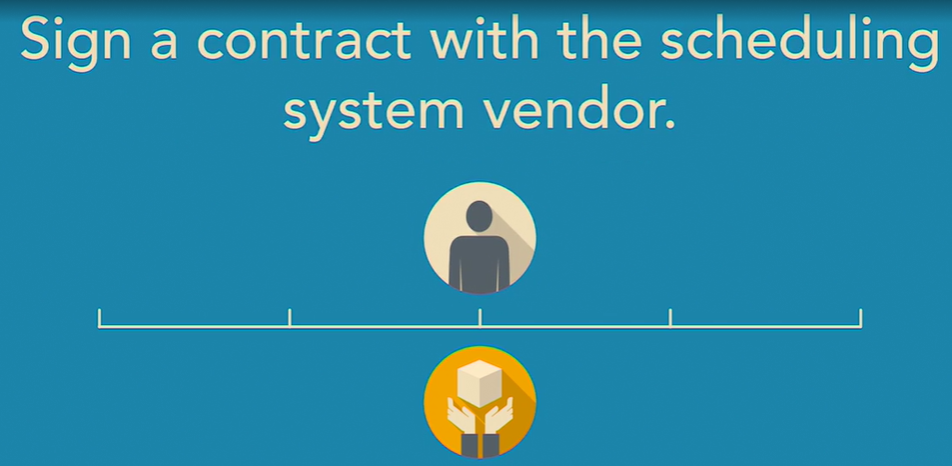 Sign a contract with the scheduling
system vendor.